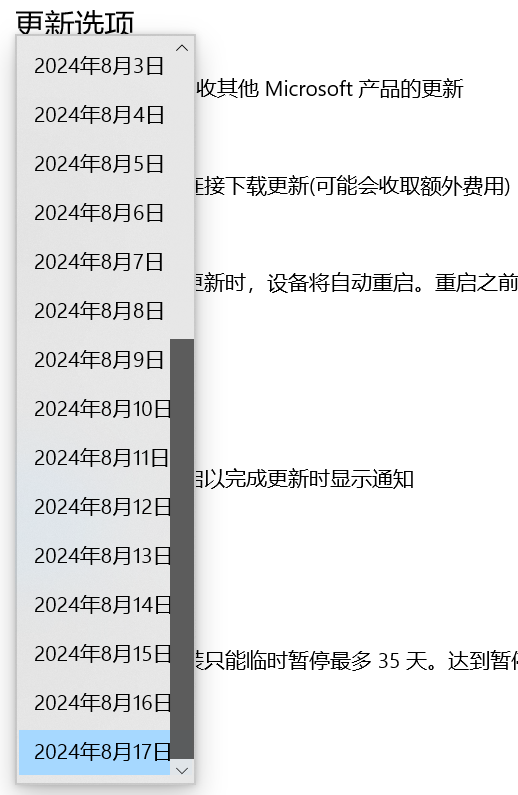 更新选项
2024年8月3日
收其他 Microsoft 产品的更新
2024年8月4日
2024年8月5日
连接下载更新(可能会收取额外费用)
2024年8月6日
2024年8月7日
更新时，设备将自动重启。重启之前
2024年8月8日
2024年8月9日
2024年8月10日
2024年8月11日
启以完成更新时显示通知
2024年8月12日
2024年8月13日
2024年8月14日
2024年8月15日
装只能临时暂停最多 35 天。达到暂停
2024年8月16日
2024年8月17日